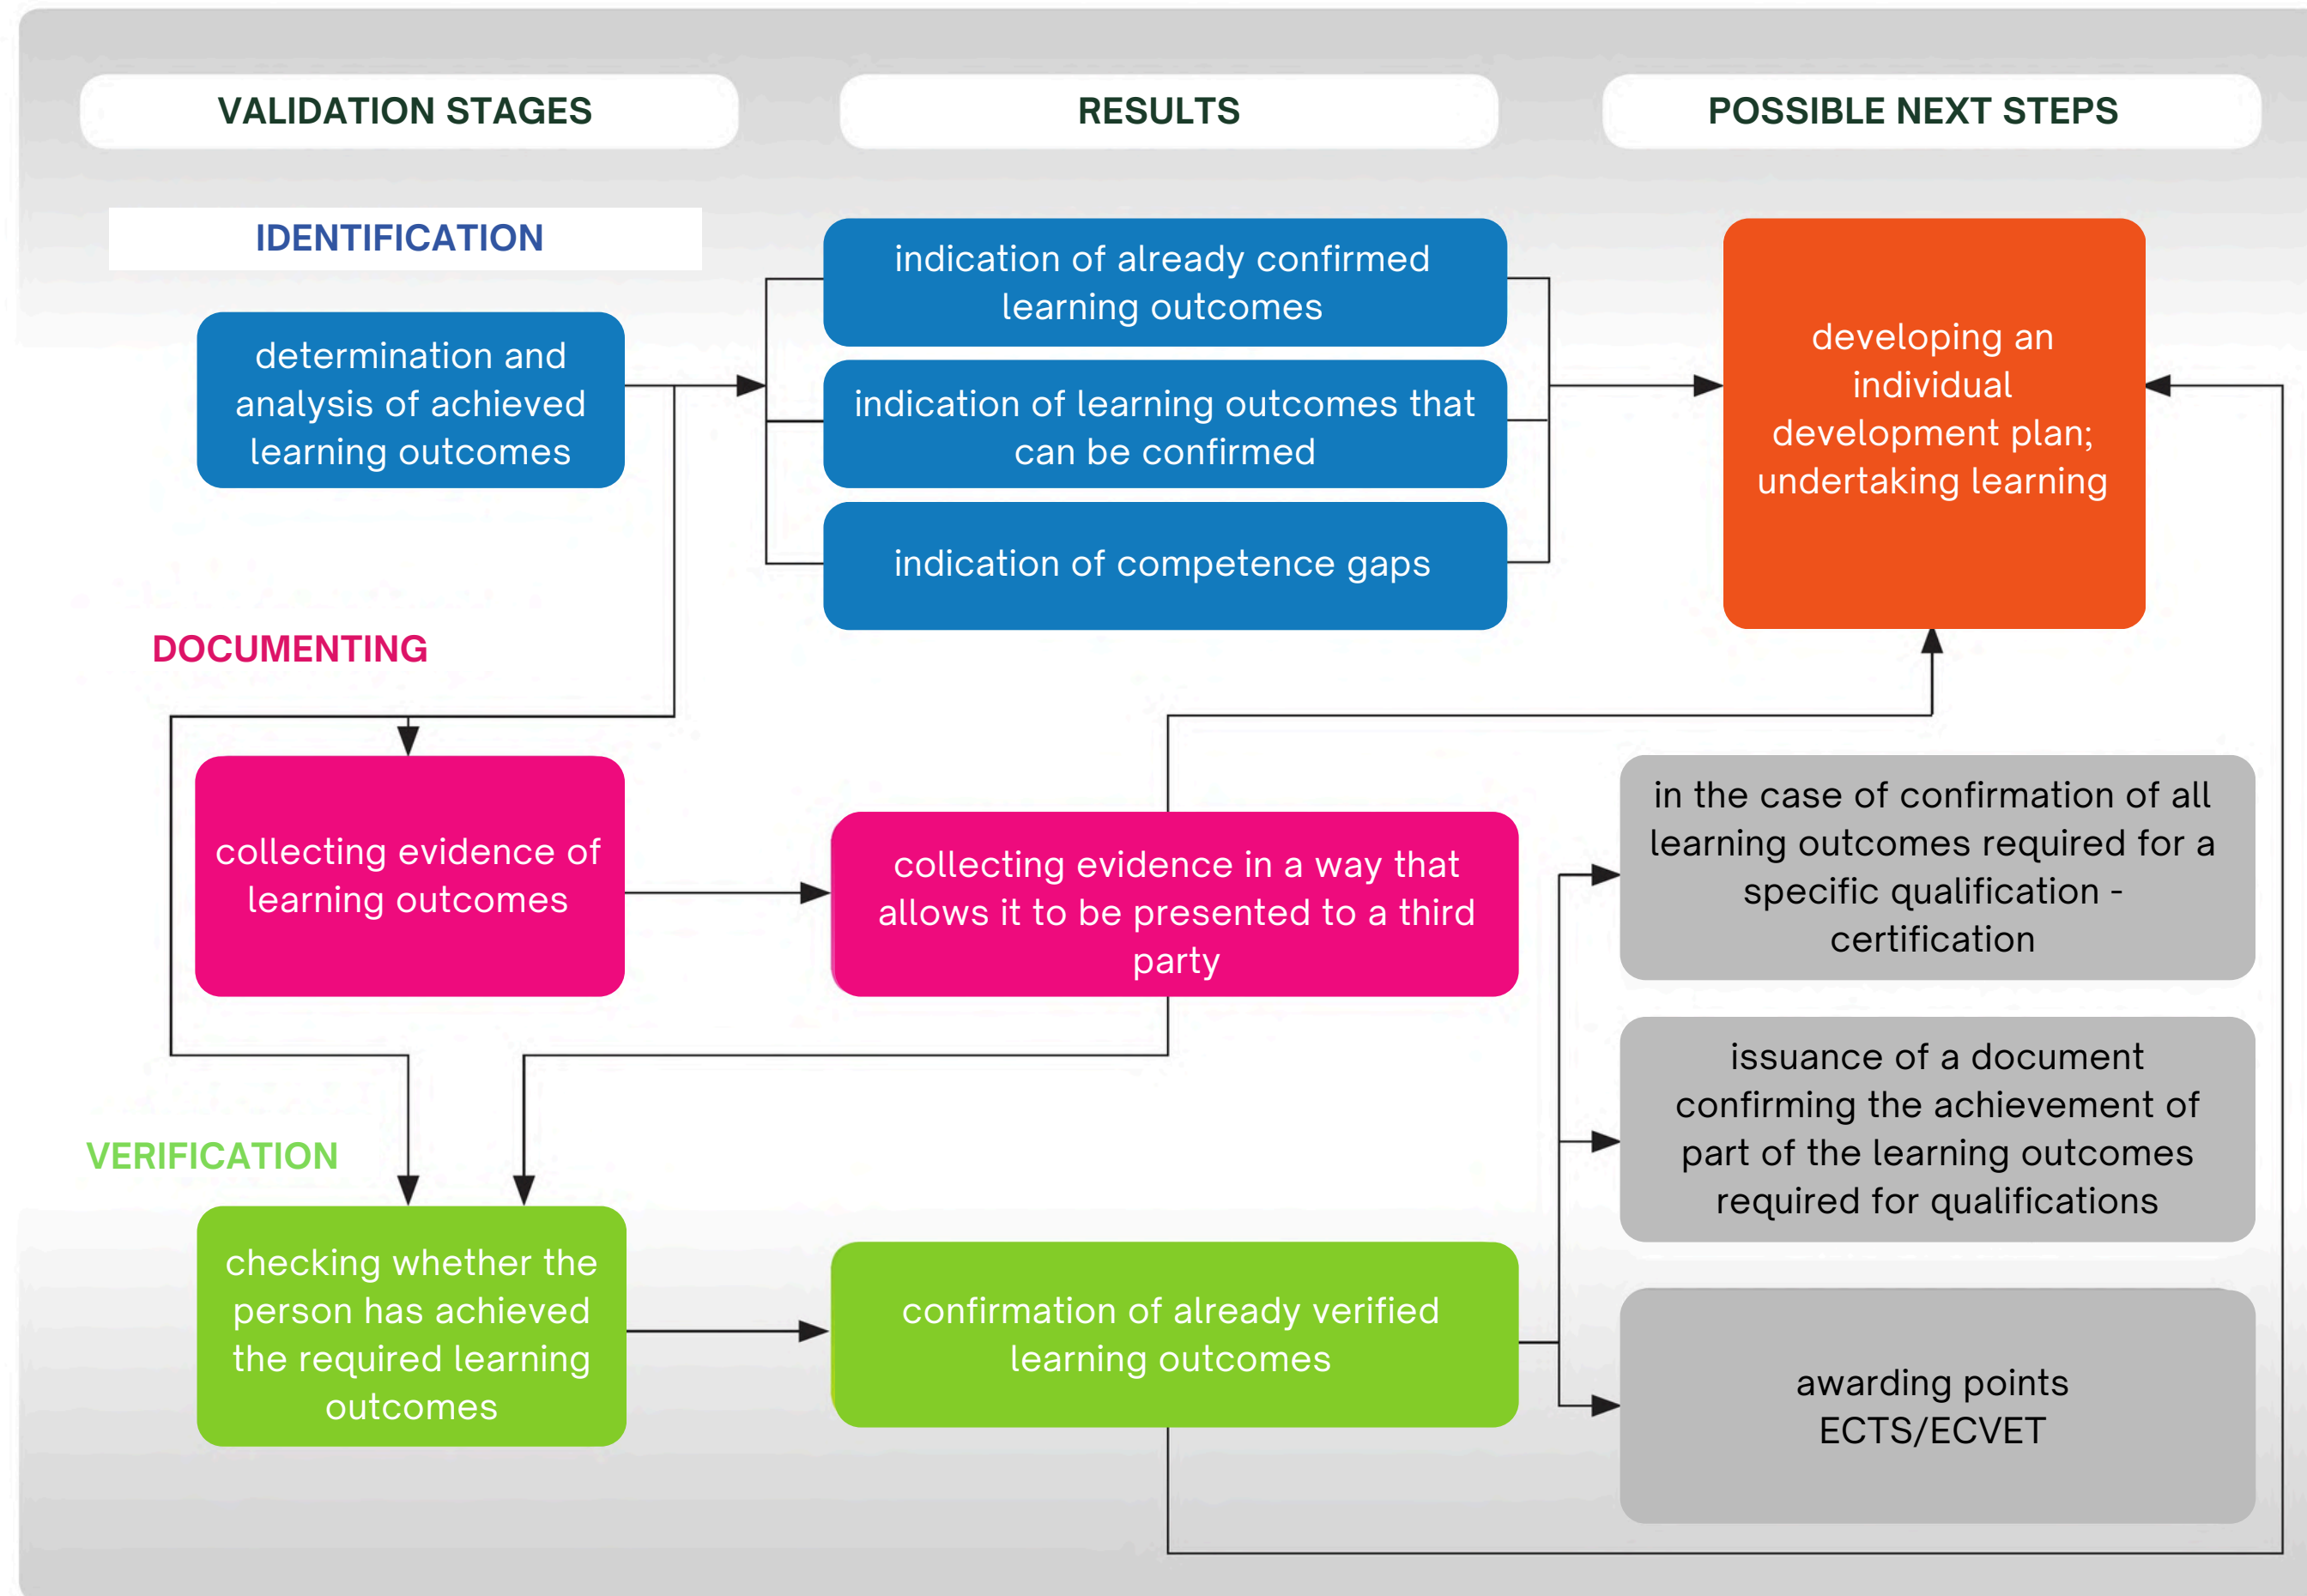 VALIDATION STAGES
RESULTS
POSSIBLE NEXT STEPS
IDENTIFICATION
determination and
analysis of achieved
learning outcomes
indication of already confirmed
learning outcomes
indication of learning outcomes that
can be confirmed
indication of competence gaps
developing an
individual
development plan;
undertaking learning
DOCUMENTING
collecting evidence of
learning outcomes
collecting evidence in a way that
allows it to be presented to a third
party
in the case of confirmation of all
learning outcomes required for a
specific qualification -
certification
issuance of a document
confirming the achievement of
part of the learning outcomes
required for qualifications
VERIFICATION
checking whether the
person has achieved
the required learning
outcomes
confirmation of already verified
learning outcomes
awarding points
ECTS/ECVET